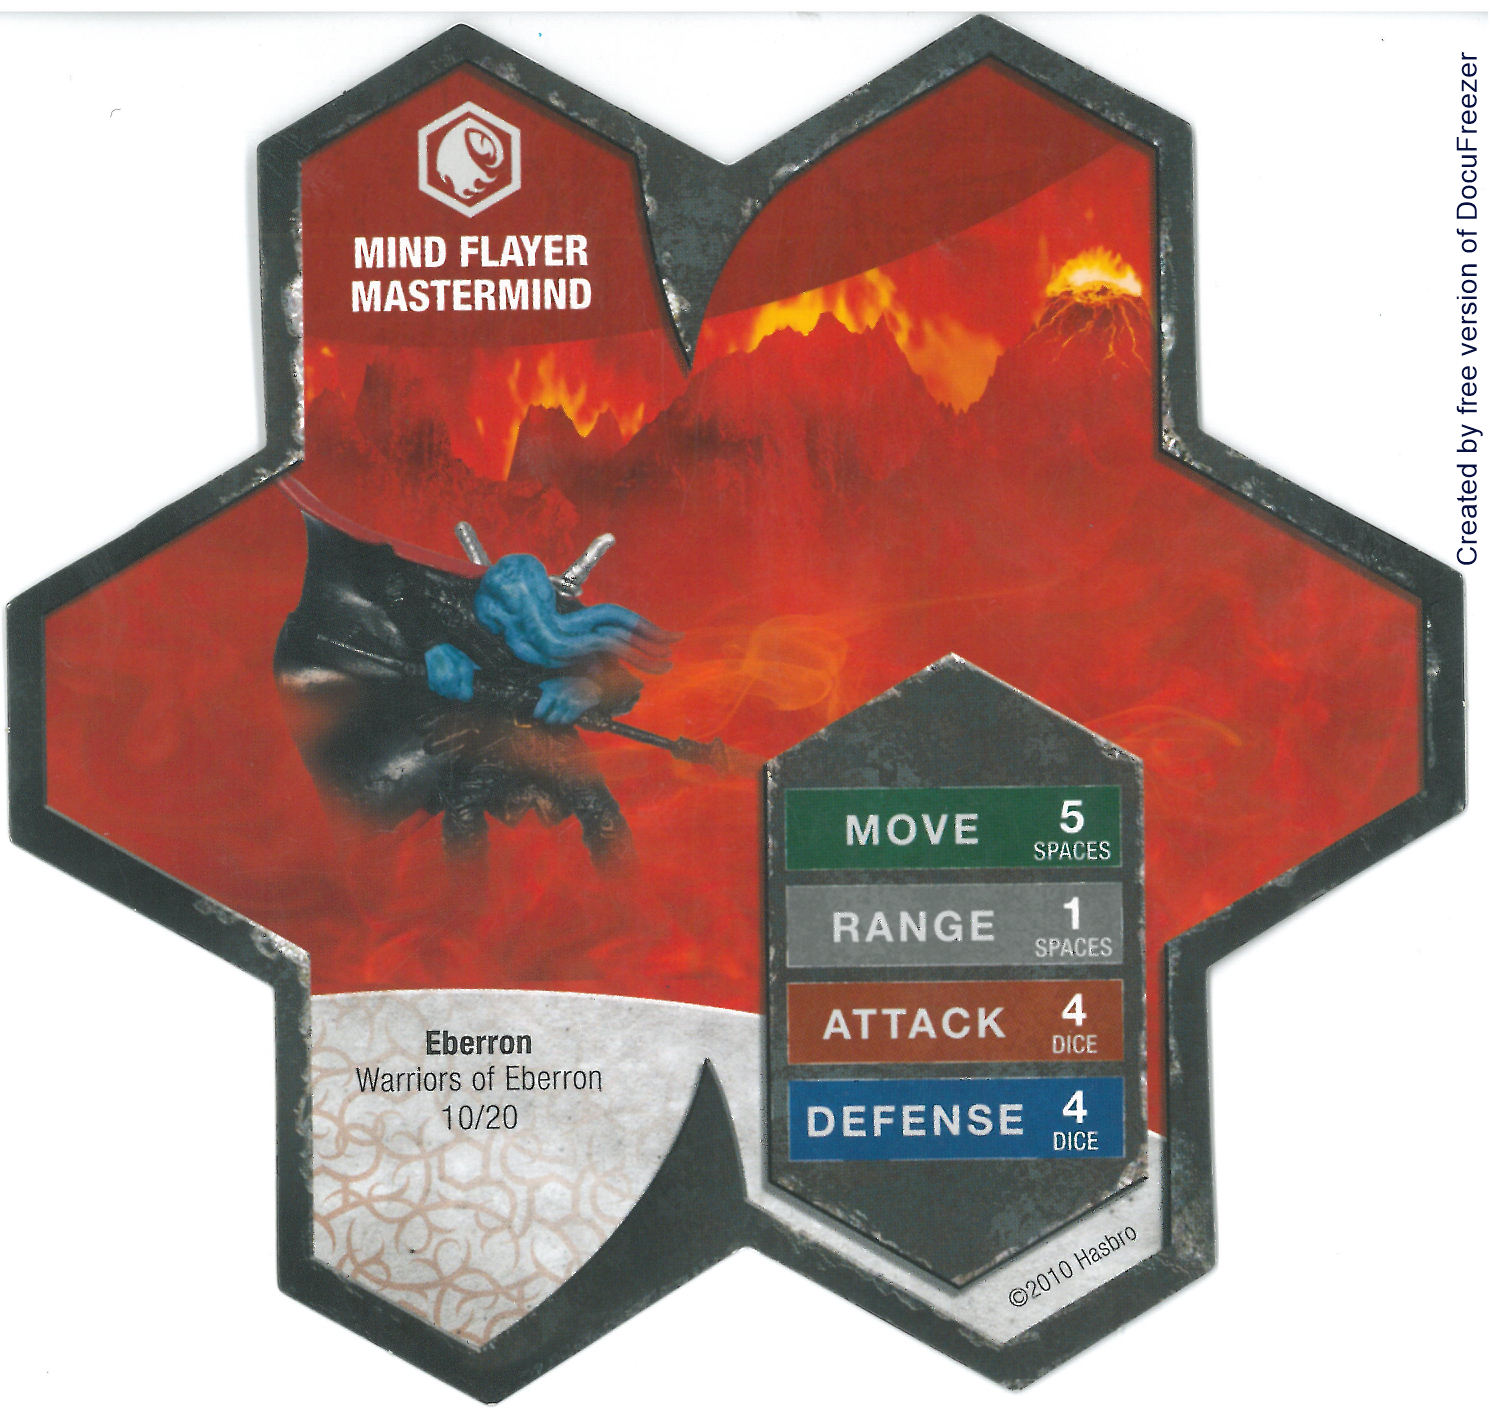 MIND FLAYER
MASTERMIND
MOVE 5
SPACES
RANGE 1
SPACES
ATTACK 4
DICE
DEFENSE 4
DICE
Eberron
Warriors of Eberron
10/20
©2010 Hasbro
Created by free version of DocuFreezer